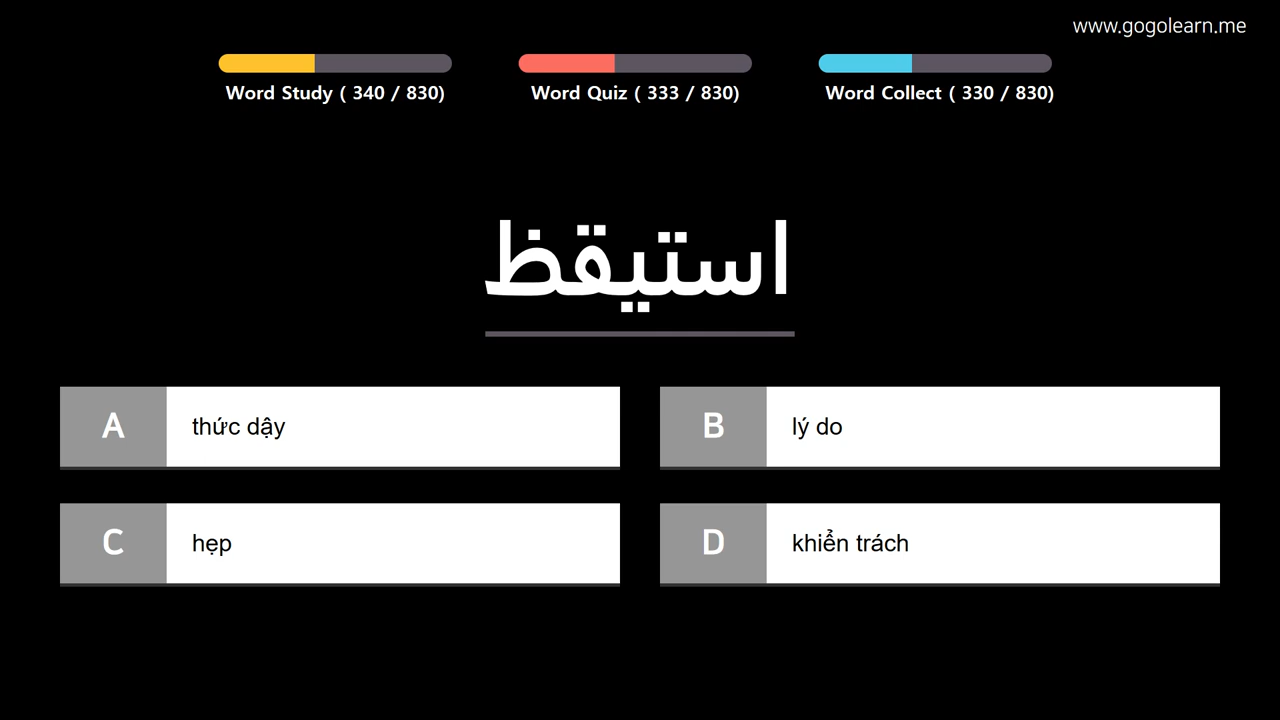 www.gogolearn.me
Word Study ( 340 / 830)
Word Quiz ( 333 / 830)
Word Collect ( 330 / 830)
استيقظ
A thức dậy
B lý do
C hẹp
D khiển trách